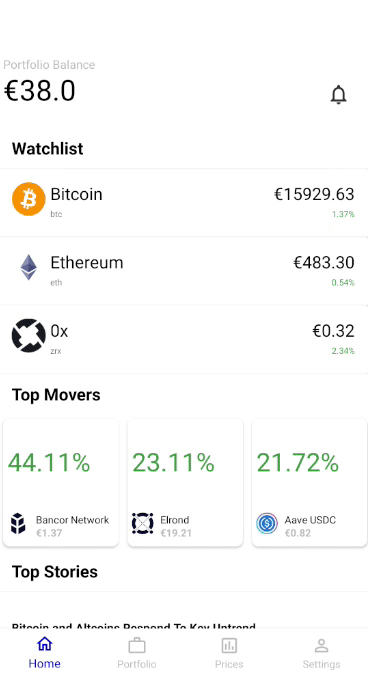 Portfolio Balance
€38.0
Watchlist
Bitcoin €15929.63
btc 1.37%
Ethereum €483.30
eth 0.54%
0x €0.32
zrx 2.34%
Top Movers
44.11% 23.11% 21.72%
Bancor Network Elrond Aave USDC
€1.37 €19.21 €0.82
Top Stories
Bitcoin and Altcoins Respond To Key Uptrend
Home Portfolio Prices Settings